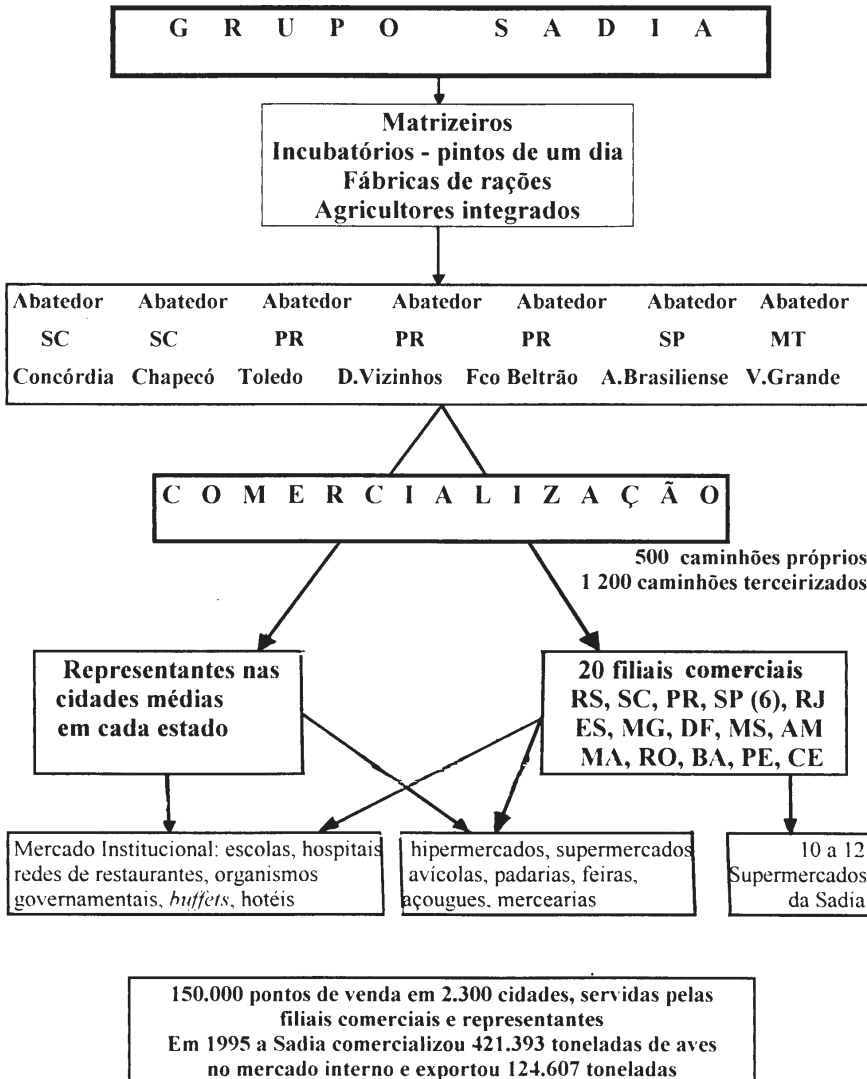 G R U P O S A D I A
Matrizeiros
Incubatórios - pintos de um dia
Fábricas de rações
Agricultores integrados
Abatedor Abatedor Abatedor Abatedor Abatedor Abatedor Abatedor
SC SC PR PR PR SP MT
Concórdia Chapecó Toledo D.Vizinhos Fco Beltrão A.Brasiliense V.Grande
C O M E R C I A L I Z A Ç Ã O
500 caminhões próprios
1 200 caminhões terceirizados
Representantes nas
cidades médias
em cada estado
20 filiais comerciais
RS, SC, PR, SP (6), RJ
ES, MG, DF, MS, AM
MA, RO, BA, PE, CE
Mercado Institucional: escolas, hospitais
redes de restaurantes, organismos
governamentais, buffets, hotéis
hipermercados, supermercados
avícolas, padarias, feiras,
açougues, mercearias
10 a 12
Supermercados
da Sadia
150.000 pontos de venda em 2.300 cidades, servidas pelas
filiais comerciais e representantes
Em 1995 a Sadia comercializou 421.393 toneladas de aves
no mercado interno e exportou 124.607 toneladas